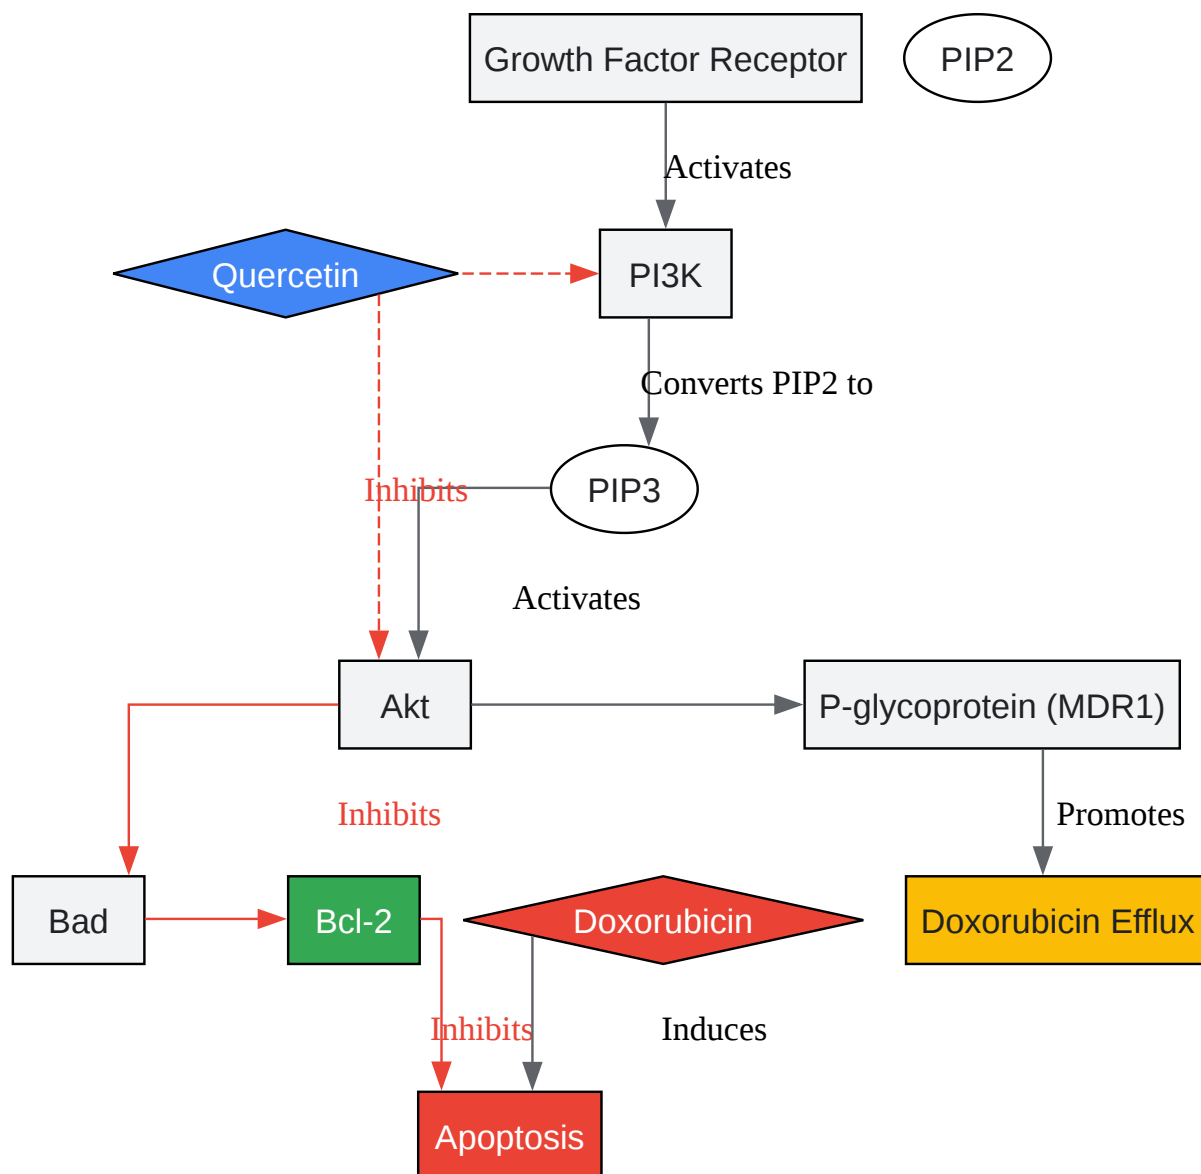 Growth Factor Receptor
PIP2
Activates
Quercetin
PI3K
Converts PIP2 to
Inhibits
PIP3
Activates
Akt
P-glycoprotein (MDR1)
Inhibits
Promotes
Bad
Bcl-2
Doxorubicin
Doxorubicin Efflux
Inhibits
Induces
Apoptosis